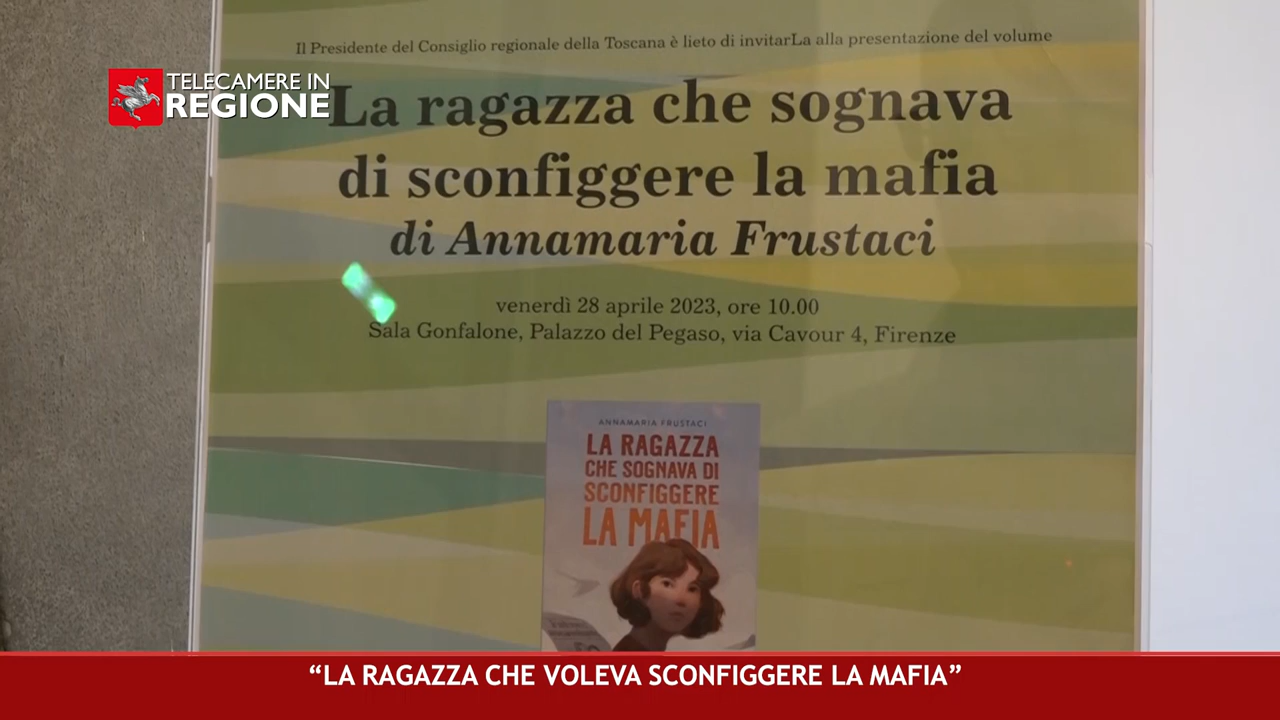 Il Presidente del Consiglio regionale della Toscana è lieto di invitarLa alla presentazione del volume
TELECAMERE IN
REGIONE
La ragazza che sognava
di sconfiggere la mafia
di Annamaria Frustaci
venerdì 28 aprile 2023, ore 10.00
Sala Gonfalone, Palazzo del Pegaso, via Cavour 4, Firenze
ANNAMARIA FRUSTACI
LA RAGAZZA
CHE SOGNAVA DI
SCONFIGGERE
LA MAFIA
“LA RAGAZZA CHE VOLEVA SCONFIGGERE LA MAFIA”